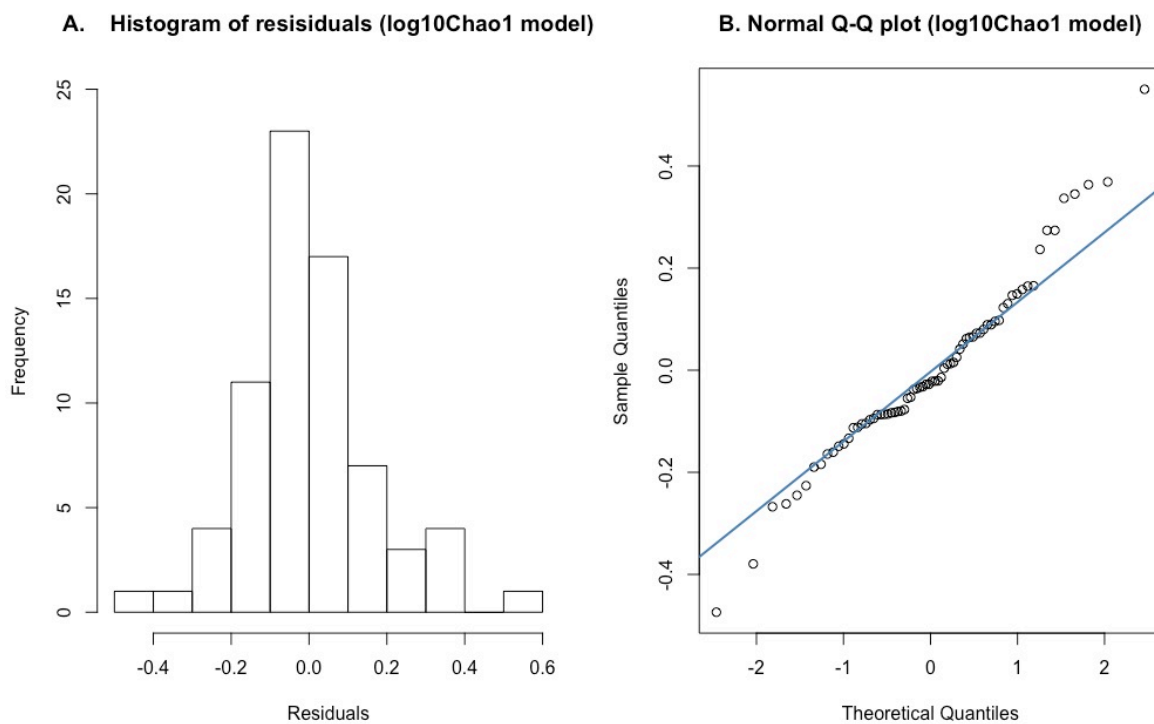 A. Histogram of resisiduals (log10Chao1 model)
25
20
15
10
5
0
Frequency
-0.4 -0.2 0.0 0.2 0.4 0.6
Residuals
B. Normal Q-Q plot (log10Chao1 model)
0.4
0.2
0.0
-0.2
-0.4
Sample Quantiles
-2 -1 0 1 2
Theoretical Quantiles